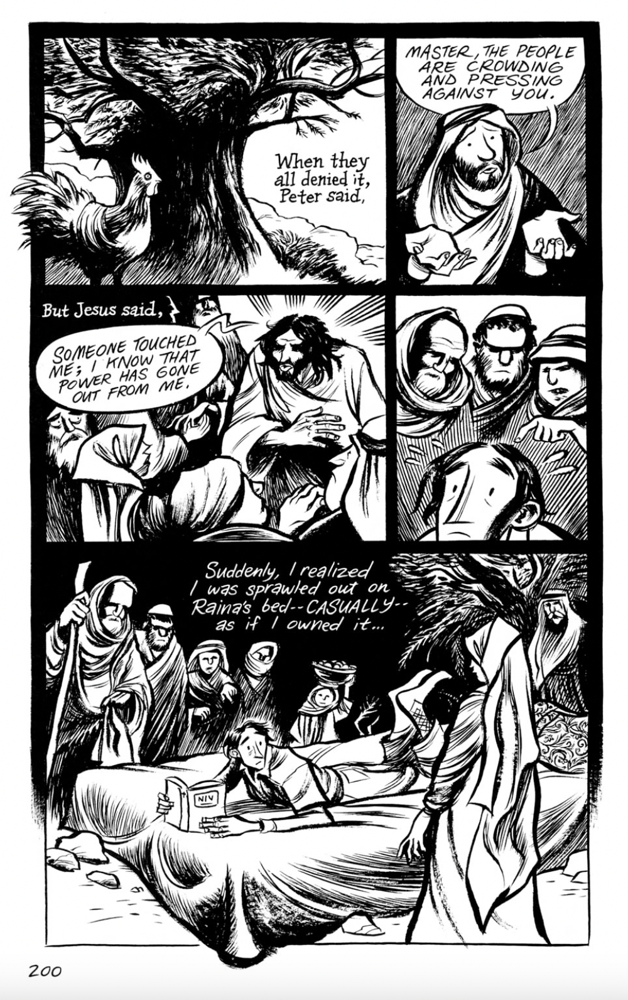 When they
all denied it,
Peter said,
MASTER, THE PEOPLE
ARE CROWDING
AND PRESSING
AGAINST YOU.
But Jesus said,
SOMEONE TOUCHED
ME; I KNOW THAT
POWER HAS GONE
OUT FROM ME.
Suddenly, I realized
I was sprawled out on
Raina's bed--CASUALLY--
as if I owned it...
NIV
200